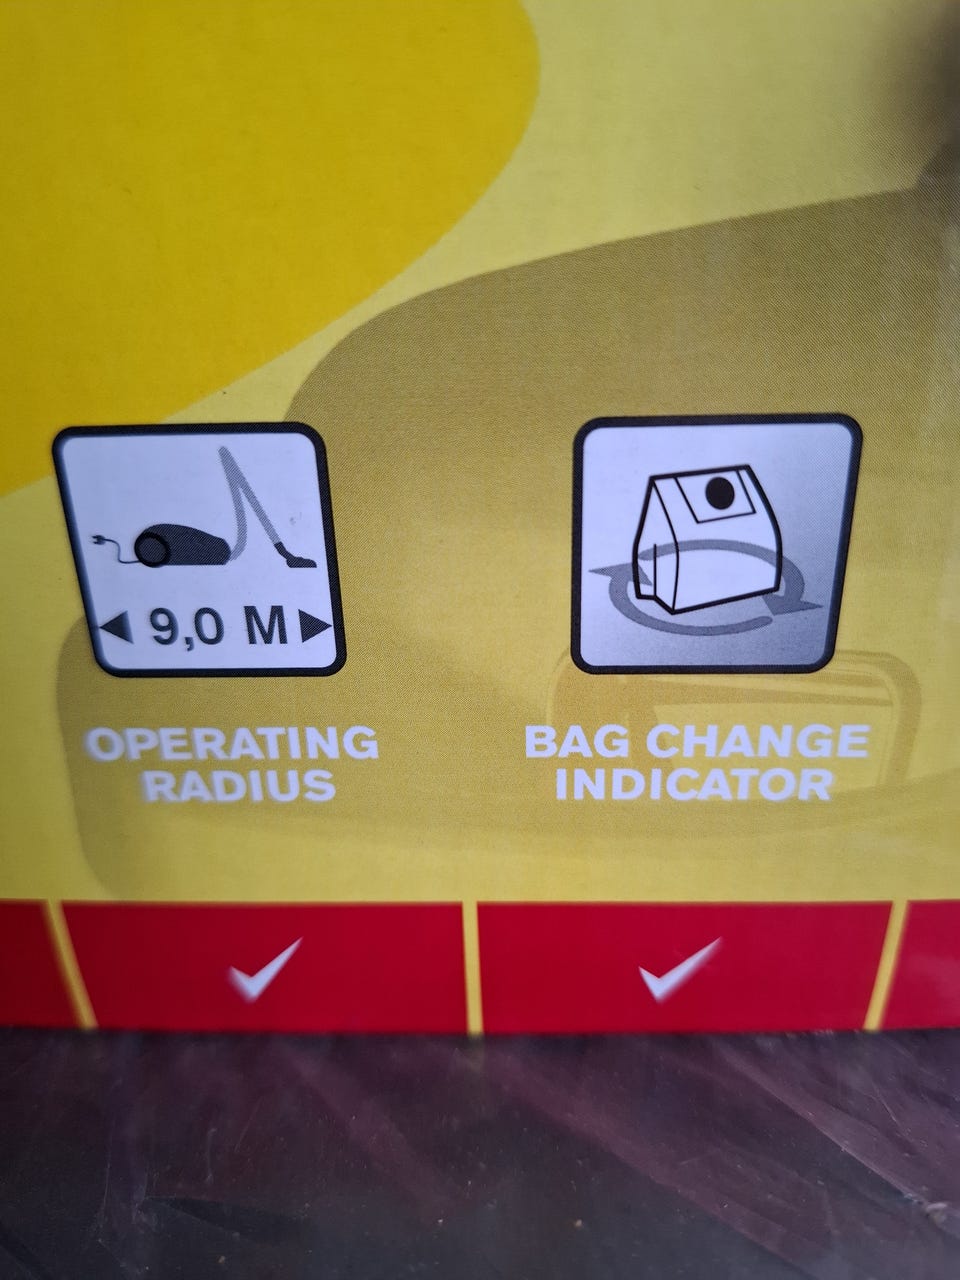 9,0 M
OPERATING
RADIUS
BAG CHANGE
INDICATOR